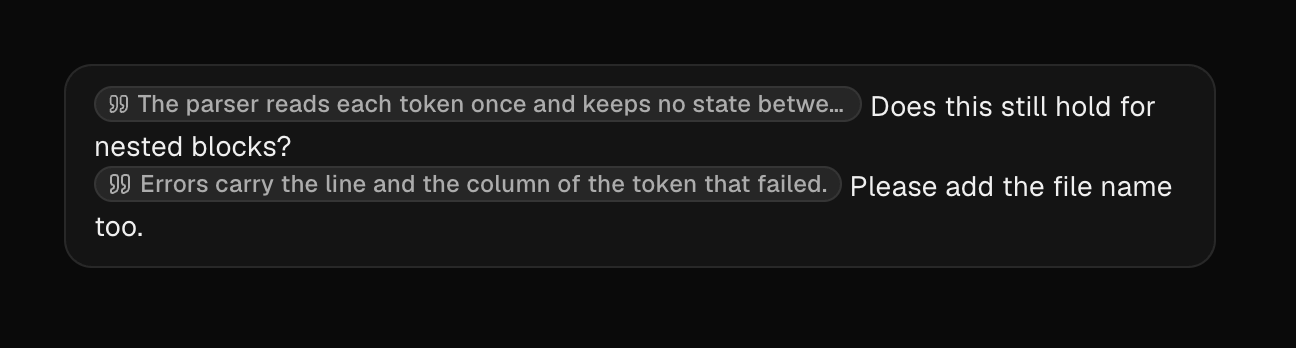 The parser reads each token once and keeps no state betwe... Does this still hold for
nested blocks?
Errors carry the line and the column of the token that failed. Please add the file name
too.